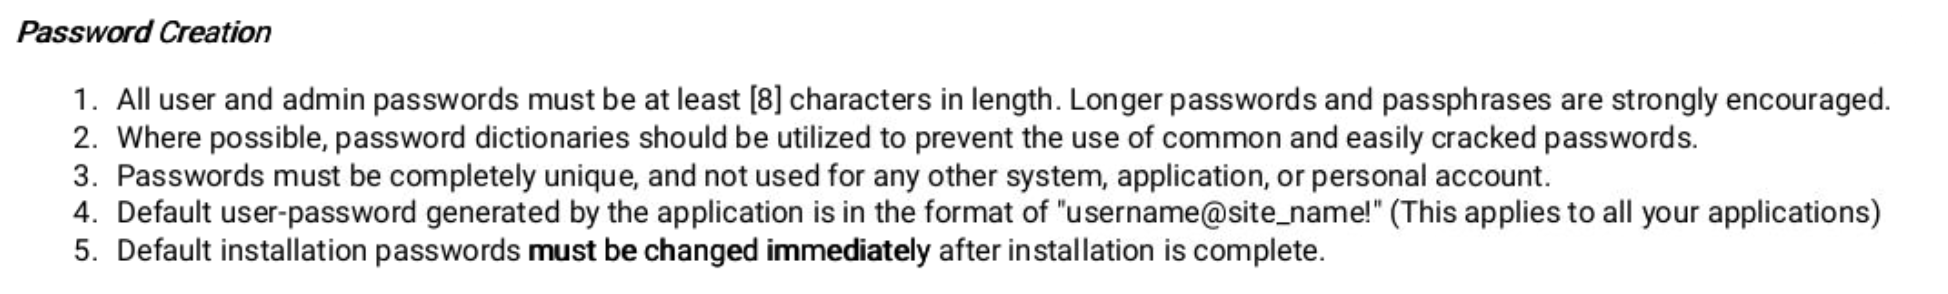 Password Creation
1. All user and admin passwords must be at least [8] characters in length. Longer passwords and passphrases are strongly encouraged.
2. Where possible, password dictionaries should be utilized to prevent the use of common and easily cracked passwords.
3. Passwords must be completely unique, and not used for any other system, application, or personal account.
4. Default user-password generated by the application is in the format of "username@site_name!" (This applies to all your applications)
5. Default installation passwords must be changed immediately after installation is complete.